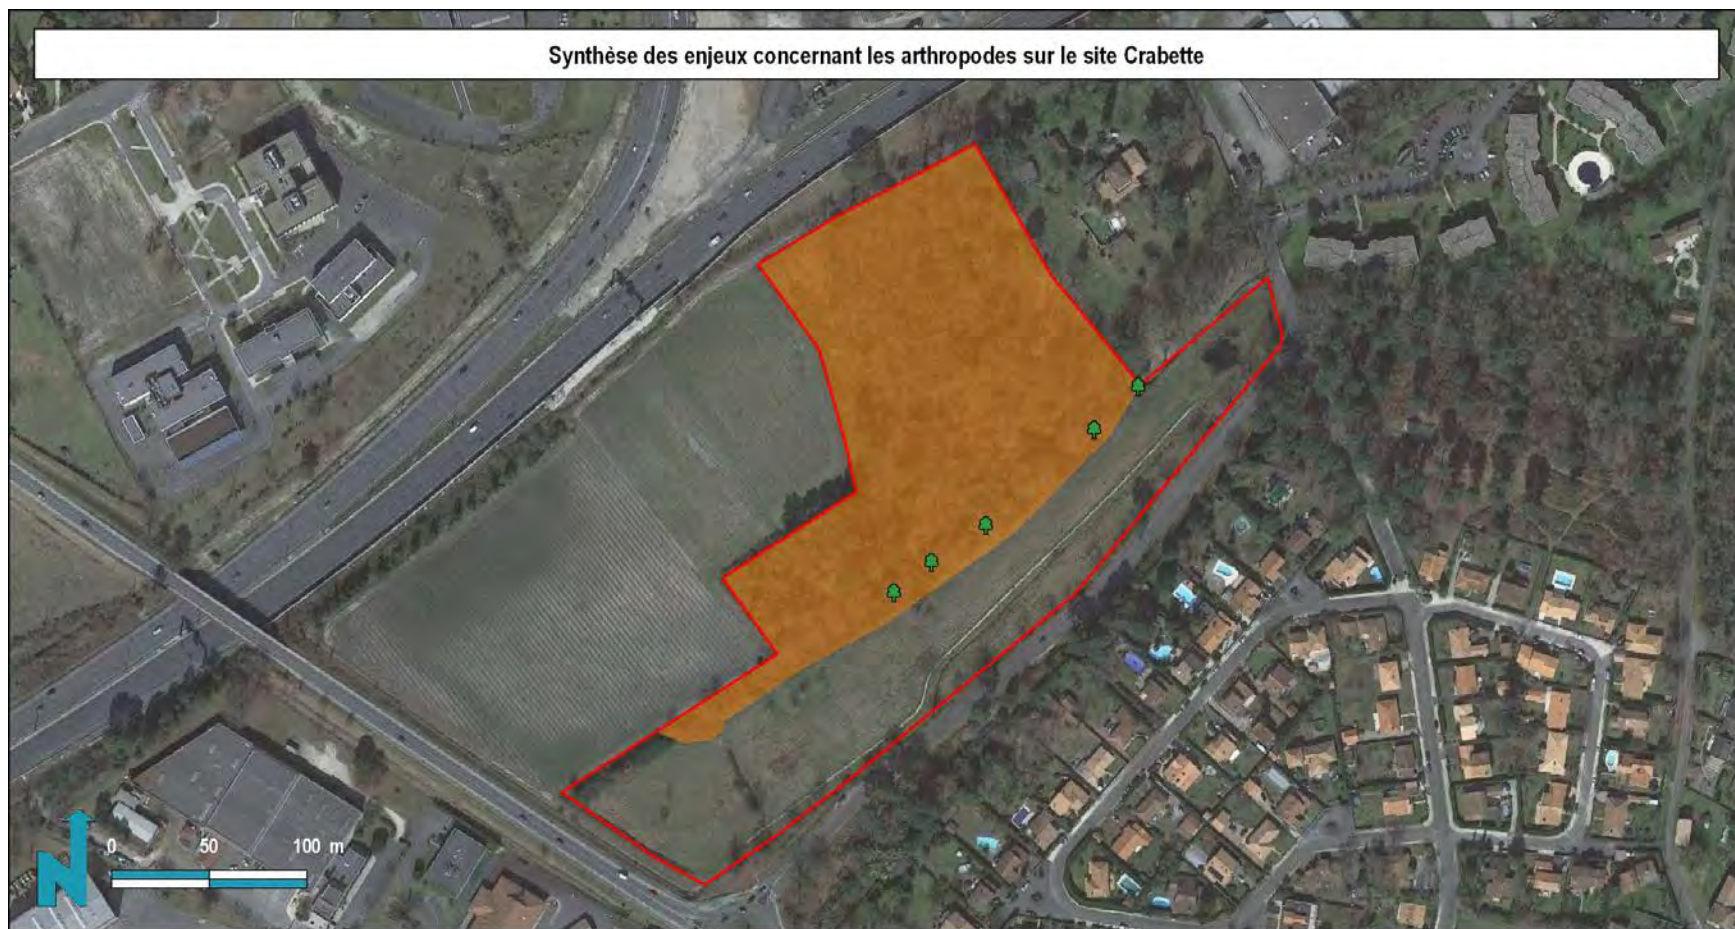 Synthèse des enjeux concernant les arthropodes sur le site Crabette
N
0 50 100 m